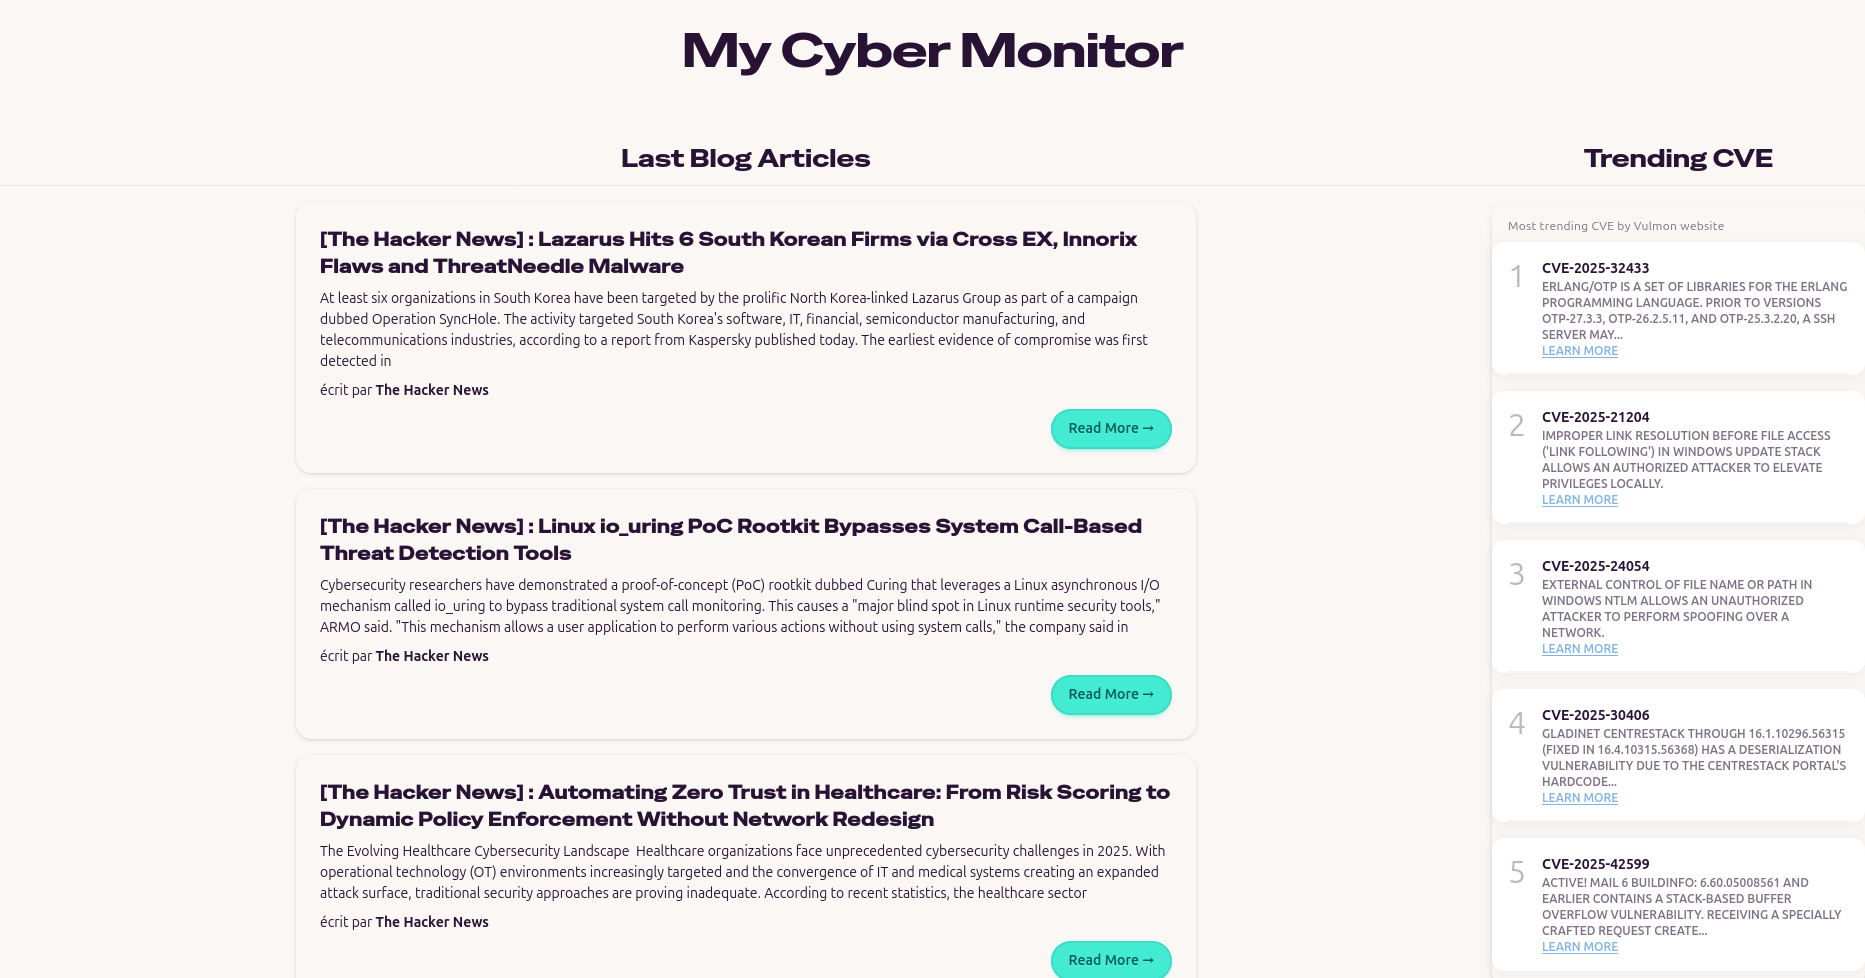 My Cyber Monitor
Last Blog Articles
[The Hacker News] : Lazarus Hits 6 South Korean Firms via Cross EX, Innorix
Flaws and ThreatNeedle Malware
At least six organizations in South Korea have been targeted by the prolific North Korea-linked Lazarus Group as part of a campaign
dubbed Operation SyncHole. The activity targeted South Korea's software, IT, financial, semiconductor manufacturing, and
telecommunications industries, according to a report from Kaspersky published today. The earliest evidence of compromise was first
detected in
écrit par The Hacker News
Read More →
[The Hacker News] : Linux io_uring PoC Rootkit Bypasses System Call-Based
Threat Detection Tools
Cybersecurity researchers have demonstrated a proof-of-concept (PoC) rootkit dubbed Curing that leverages a Linux asynchronous I/O
mechanism called io_uring to bypass traditional system call monitoring. This causes a "major blind spot in Linux runtime security tools,"
ARMO said. "This mechanism allows a user application to perform various actions without using system calls," the company said in
écrit par The Hacker News
Read More →
[The Hacker News] : Automating Zero Trust in Healthcare: From Risk Scoring to
Dynamic Policy Enforcement Without Network Redesign
The Evolving Healthcare Cybersecurity Landscape  Healthcare organizations face unprecedented cybersecurity challenges in 2025. With
operational technology (OT) environments increasingly targeted and the convergence of IT and medical systems creating an expanded
attack surface, traditional security approaches are proving inadequate. According to recent statistics, the healthcare sector
écrit par The Hacker News
Read More →
Trending CVE
Most trending CVE by Vulmon website
1
CVE-2025-32433
ERLANG/OTP IS A SET OF LIBRARIES FOR THE ERLANG
PROGRAMMING LANGUAGE. PRIOR TO VERSIONS
OTP-27.3.3, OTP-26.2.5.11, AND OTP-25.3.2.20, A SSH
SERVER MAY...
LEARN MORE
2
CVE-2025-21204
IMPROPER LINK RESOLUTION BEFORE FILE ACCESS
('LINK FOLLOWING') IN WINDOWS UPDATE STACK
ALLOWS AN AUTHORIZED ATTACKER TO ELEVATE
PRIVILEGES LOCALLY.
LEARN MORE
3
CVE-2025-24054
EXTERNAL CONTROL OF FILE NAME OR PATH IN
WINDOWS NTLM ALLOWS AN UNAUTHORIZED
ATTACKER TO PERFORM SPOOFING OVER A
NETWORK.
LEARN MORE
4
CVE-2025-30406
GLADINET CENTRESTACK THROUGH 16.1.10296.56315
(FIXED IN 16.4.10315.56368) HAS A DESERIALIZATION
VULNERABILITY DUE TO THE CENTRESTACK PORTAL'S
HARDCODE...
LEARN MORE
5
CVE-2025-42599
ACTIVE! MAIL 6 BUILDINFO: 6.60.05008561 AND
EARLIER CONTAINS A STACK-BASED BUFFER
OVERFLOW VULNERABILITY. RECEIVING A SPECIALLY
CRAFTED REQUEST CREATE...
LEARN MORE